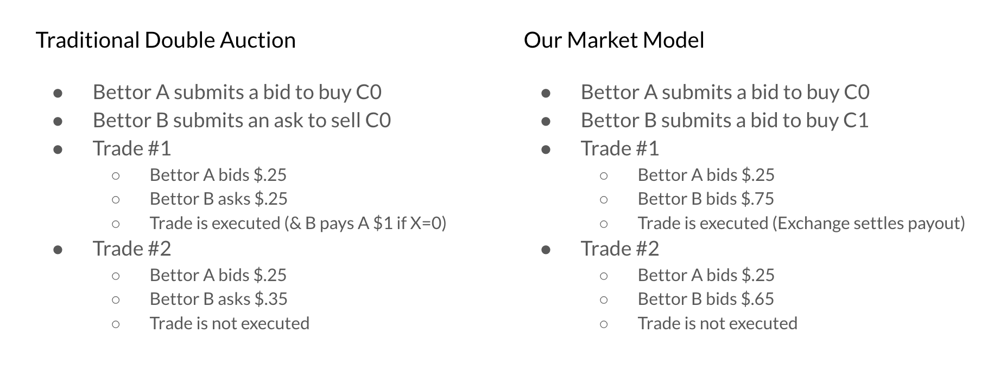 Traditional Double Auction
● Bettor A submits a bid to buy C0
● Bettor B submits an ask to sell C0
● Trade #1
○ Bettor A bids $.25
○ Bettor B asks $.25
○ Trade is executed (& B pays A $1 if X=0)
● Trade #2
○ Bettor A bids $.25
○ Bettor B asks $.35
○ Trade is not executed
Our Market Model
● Bettor A submits a bid to buy C0
● Bettor B submits a bid to buy C1
● Trade #1
○ Bettor A bids $.25
○ Bettor B bids $.75
○ Trade is executed (Exchange settles payout)
● Trade #2
○ Bettor A bids $.25
○ Bettor B bids $.65
○ Trade is not executed